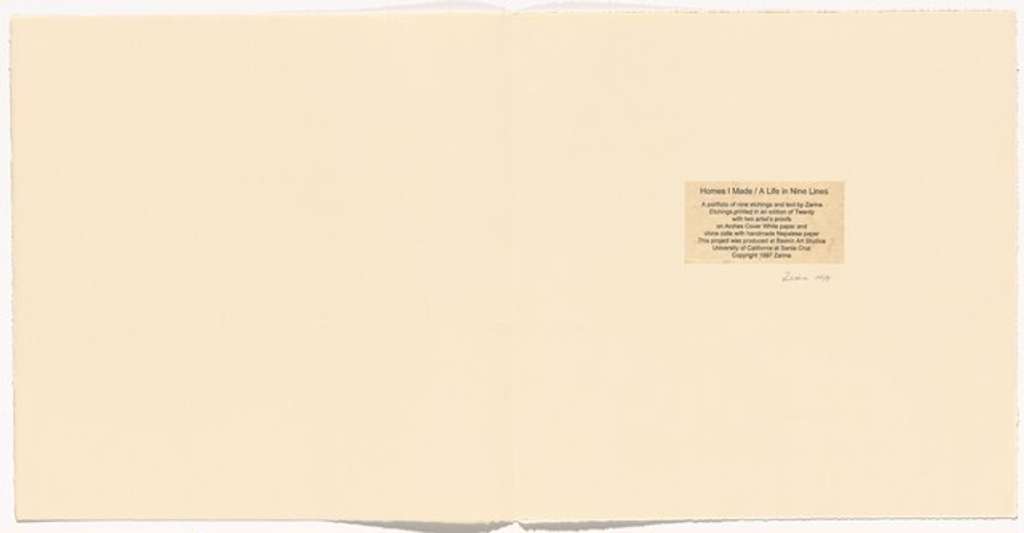 Homes I Made / A Life in Nine Lines
A portfolio of nine etchings and text by Zarina
Etchings printed in an edition of Twenty
with two artist's proofs
on Arches Cover White paper and
chine colle with handmade Nepalese paper
This project was produced at Baskin Art Studios
University of California at Santa Cruz
Copyright 1997 Zarina
Zarina